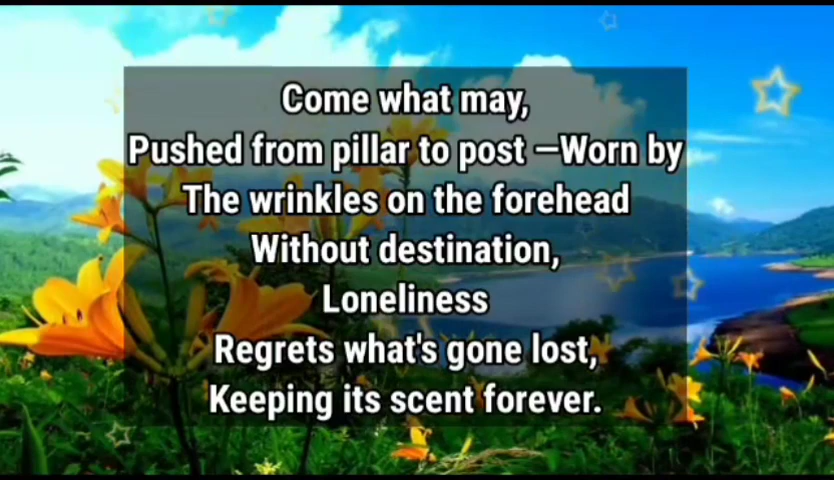 Come what may,
Pushed from pillar to post —Worn by
The wrinkles on the forehead
Without destination,
Loneliness
Regrets what's gone lost,
Keeping its scent forever.